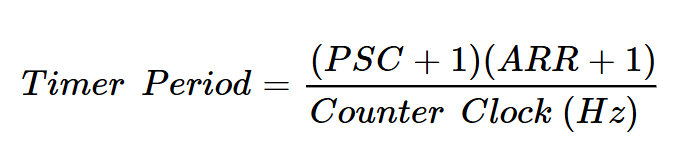 Timer Period = (PSC + 1)(ARR + 1)
Counter Clock (Hz)